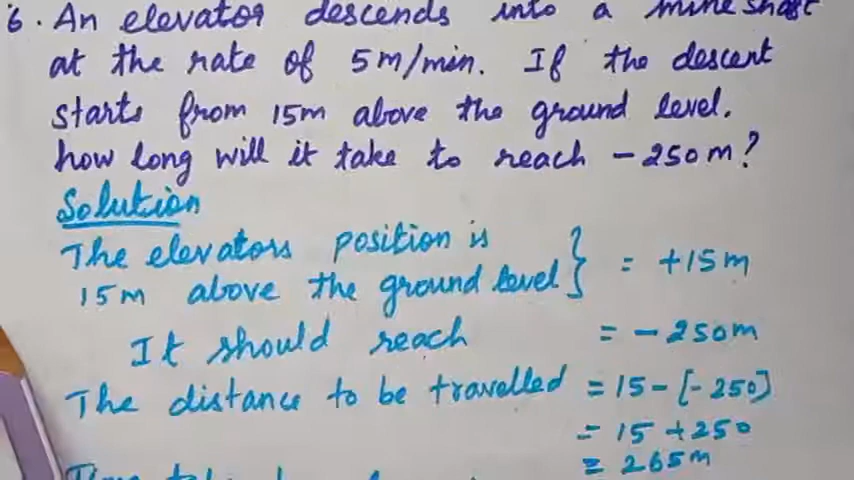 6. An elevator descends into a mine shaft
at the rate of 5m/min. If the descent
starts from 15m above the ground level.
how long will it take to reach -250m?
Solution
The elevators position is
15m above the ground level } = +15m
It should reach = -250m
The distance to be travelled = 15-[-250]
= 15 +250
= 265m